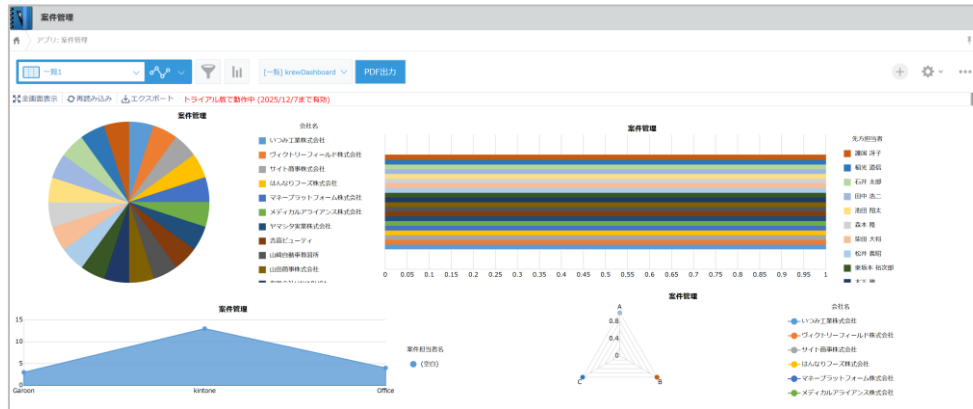 案件管理
アプリ: 案件管理
一覧1
[一覧] krewDashboard
PDF出力
全画面表示 再読み込み エクスポート トライアル版で動作中 (2025/12/7まで有効)
案件管理
会社名
いつみ工業株式会社
ヴィクトリーフィールド株式会社
サイト商事株式会社
はんなりフーズ株式会社
マネープラットフォーム株式会社
メディカルアライアンス株式会社
ヤマシタ実業株式会社
吉葉ビューティ
山崎自動車教習所
山田商事株式会社
案件管理
0 0.05 0.1 0.15 0.2 0.25 0.3 0.35 0.4 0.45 0.5 0.55 0.6 0.65 0.7 0.75 0.8 0.85 0.9 0.95 1
先方担当者
石井 太郎
田中 浩二
池田 翔太
森本 隆
柴田 大将
松井 義昭
東坂本 裕次郎
案件管理
15
10
5
0
Garoon kintone Office
案件担当者名
(空白)
案件管理
A
0.8
0.4
0
C B
会社名
いつみ工業株式会社
ヴィクトリーフィールド株式会社
サイト商事株式会社
はんなりフーズ株式会社
マネープラットフォーム株式会社
メディカルアライアンス株式会社